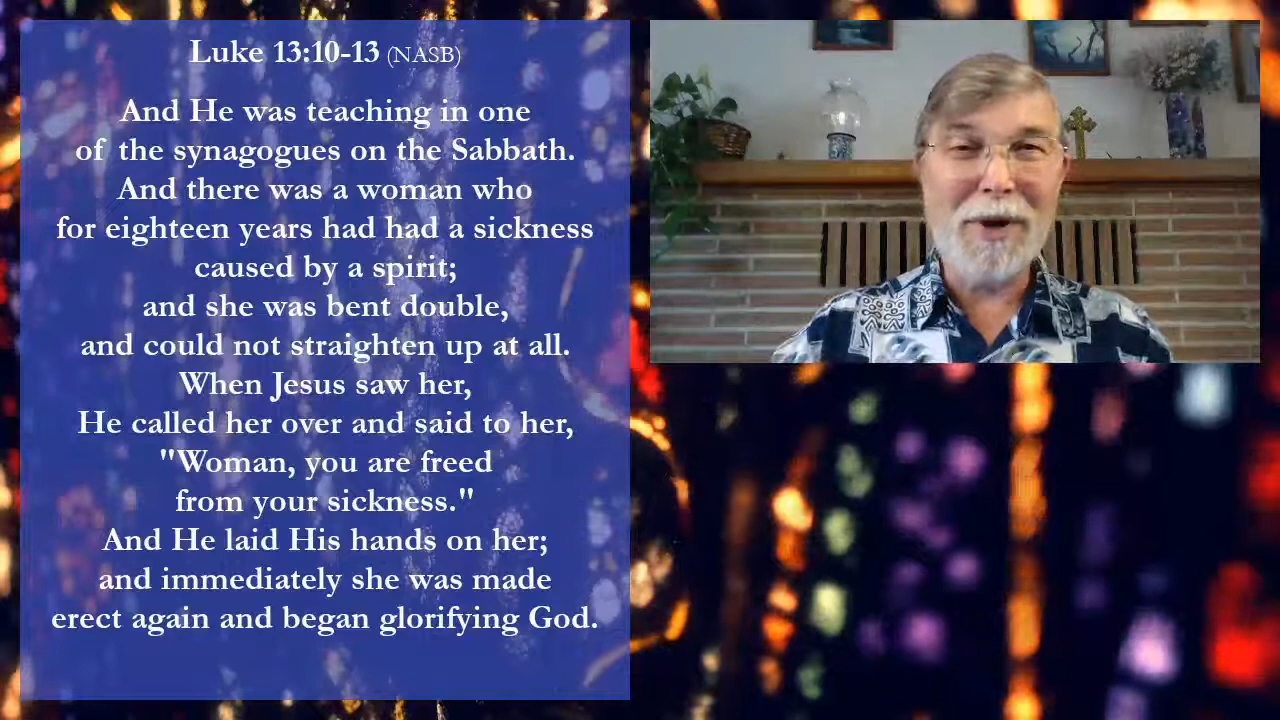 Luke 13:10-13 (NASB)
And He was teaching in one
of the synagogues on the Sabbath.
And there was a woman who
for eighteen years had had a sickness
caused by a spirit;
and she was bent double,
and could not straighten up at all.
When Jesus saw her,
He called her over and said to her,
"Woman, you are freed
from your sickness."
And He laid His hands on her;
and immediately she was made
erect again and began glorifying God.